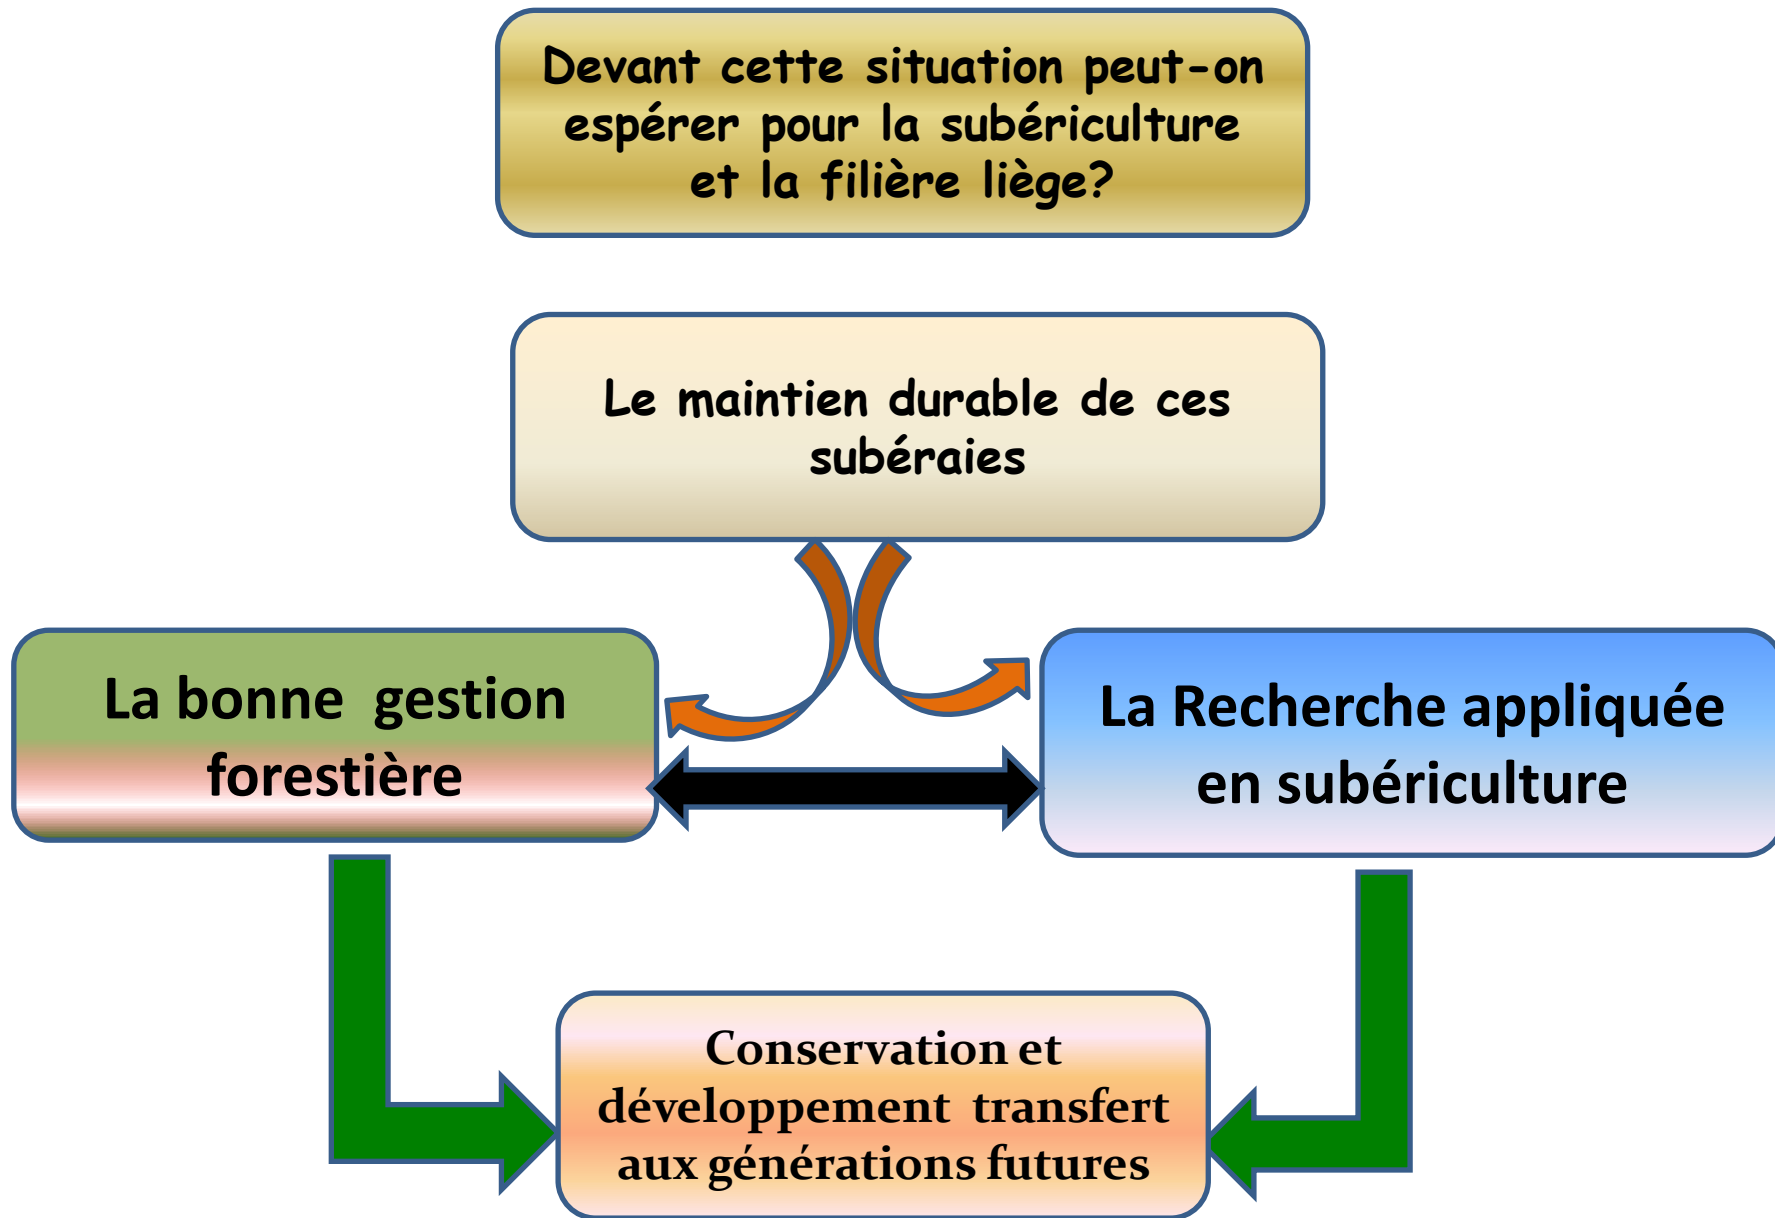 Devant cette situation peut-on
espérer pour la subériculture
et la filière liège?
Le maintien durable de ces
subéraies
La bonne gestion
forestière
La Recherche appliquée
en subériculture
Conservation et
développement transfert
aux générations futures